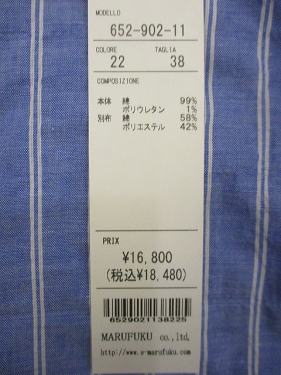 MODELLO
652-902-11
COLORE TAGLIA
22 38
COMPOSIZIONE
本体 綿 99%
ポリウレタン 1%
別布 綿 58%
ポリエステル 42%
PRIX
¥16,800
(税込¥18,480)
6529021138225
MARUFUKU co.,ltd.
http://www.e-marufuku.com/